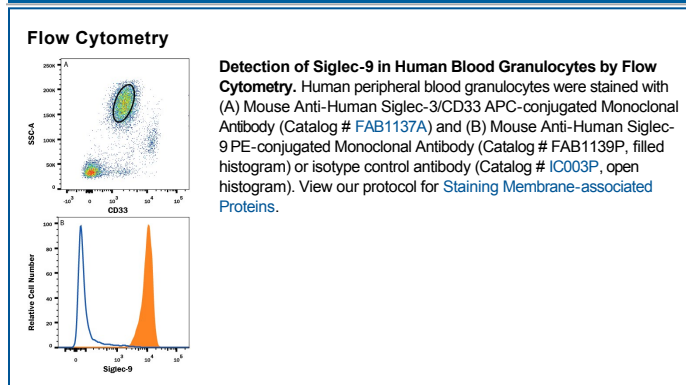 Flow Cytometry
Detection of Siglec-9 in Human Blood Granulocytes by Flow
Cytometry. Human peripheral blood granulocytes were stained with
(A) Mouse Anti-Human Siglec-3/CD33 APC-conjugated Monoclonal
Antibody (Catalog # FAB1137A) and (B) Mouse Anti-Human Siglec-
9 PE-conjugated Monoclonal Antibody (Catalog # FAB1139P, filled
histogram) or isotype control antibody (Catalog # IC003P, open
histogram). View our protocol for Staining Membrane-associated
Proteins.
A
SSC-A
250K
200K
150K
100K
50K
0
-10³ 0 10³ 10⁴ 10⁵
CD33
B
Relative Cell Number
100
80
60
40
20
0
0 10³ 10⁴ 10⁵
Siglec-9